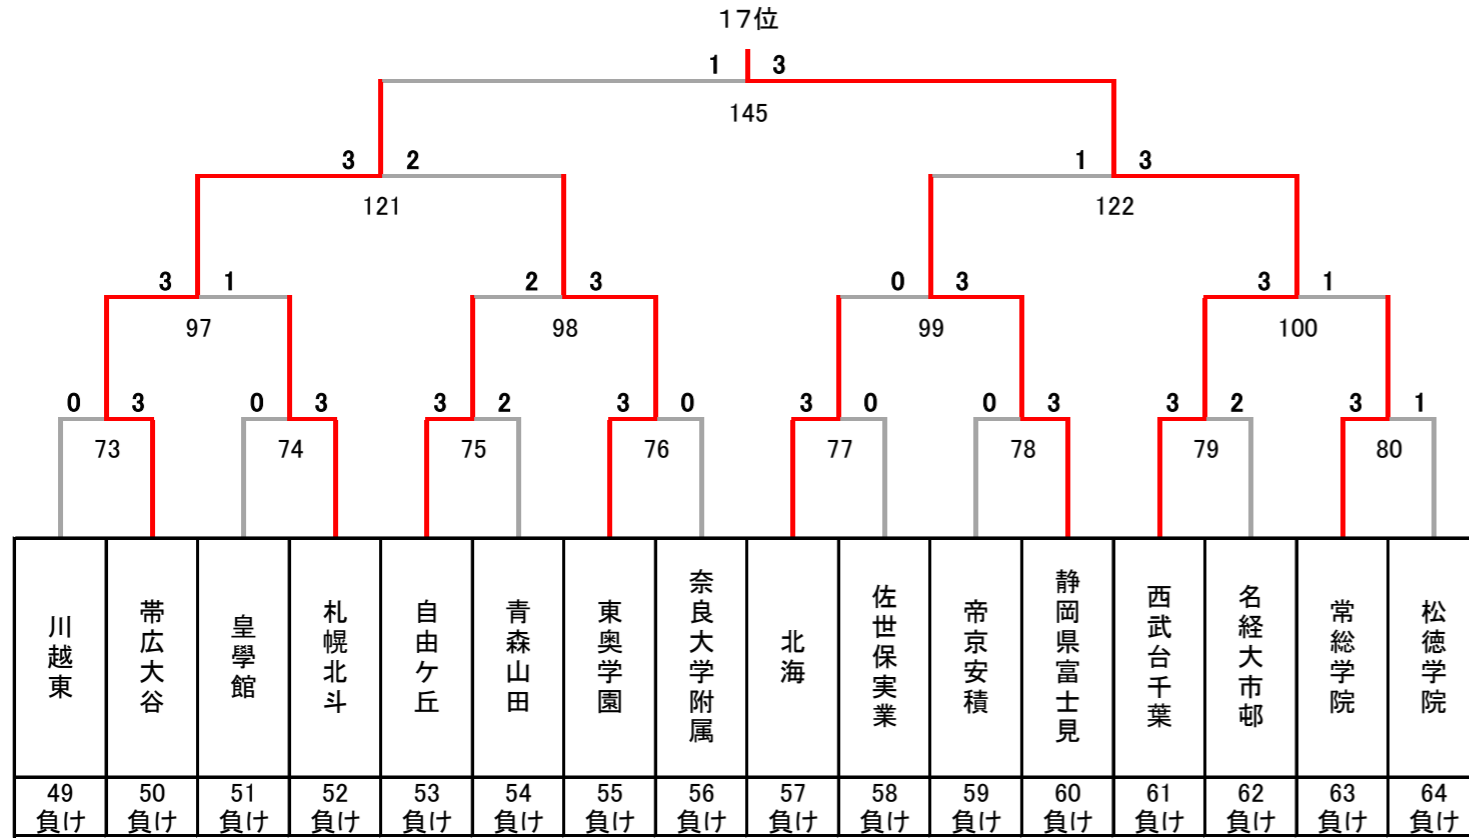 17位
1 3
145
3 2 1 3
121 122
3 1 2 3 0 3 3 1
97 98 99 100
0 3 0 3 3 2 3 0 3 0 0 3 3 2 3 1
73 74 75 76 77 78 79 80
川越東
帯広大谷
皇學館
札幌北斗
自由ケ丘
青森山田
東奥学園
奈良大学附属
北海
佐世保実業
帝京安積
静岡県富士見
西武台千葉
名経大市邨
常総学院
松徳学院
49 50 51 52 53 54 55 56 57 58 59 60 61 62 63 64
負け 負け 負け 負け 負け 負け 負け 負け 負け 負け 負け 負け 負け 負け 負け 負け